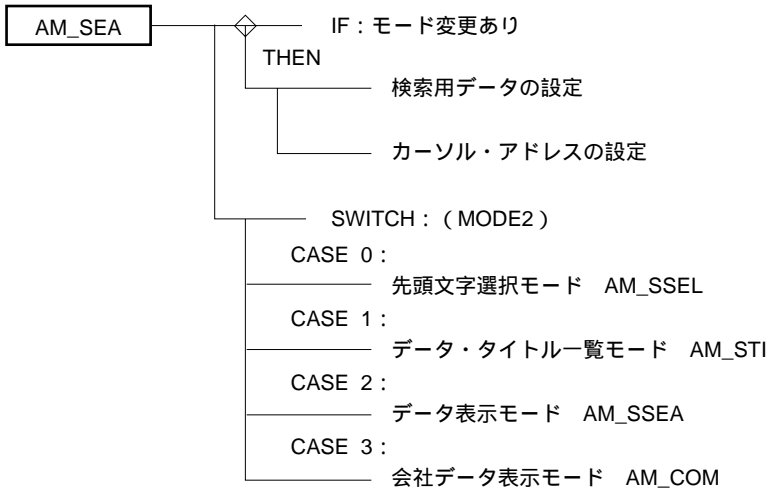 AM_SEA
IF：モード変更あり
THEN
検索用データの設定
カーソル・アドレスの設定
SWITCH：（MODE2）
CASE 0：
先頭文字選択モード　AM_SSEL
CASE 1：
データ・タイトル一覧モード　AM_STI
CASE 2：
データ表示モード　AM_SSEA
CASE 3：
会社データ表示モード　AM_COM